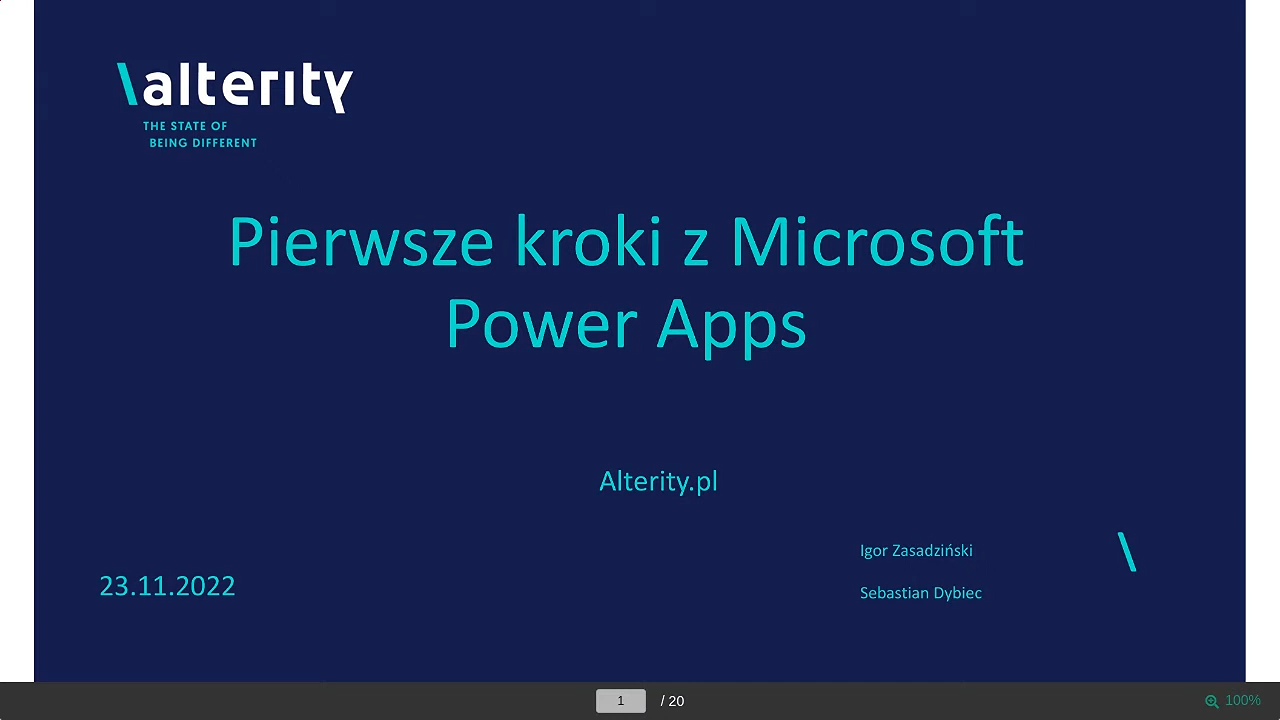 \alterity
THE STATE OF
BEING DIFFERENT
Pierwsze kroki z Microsoft
Power Apps
Alterity.pl
Igor Zasadziński
23.11.2022
Sebastian Dybiec
1 / 20
100%